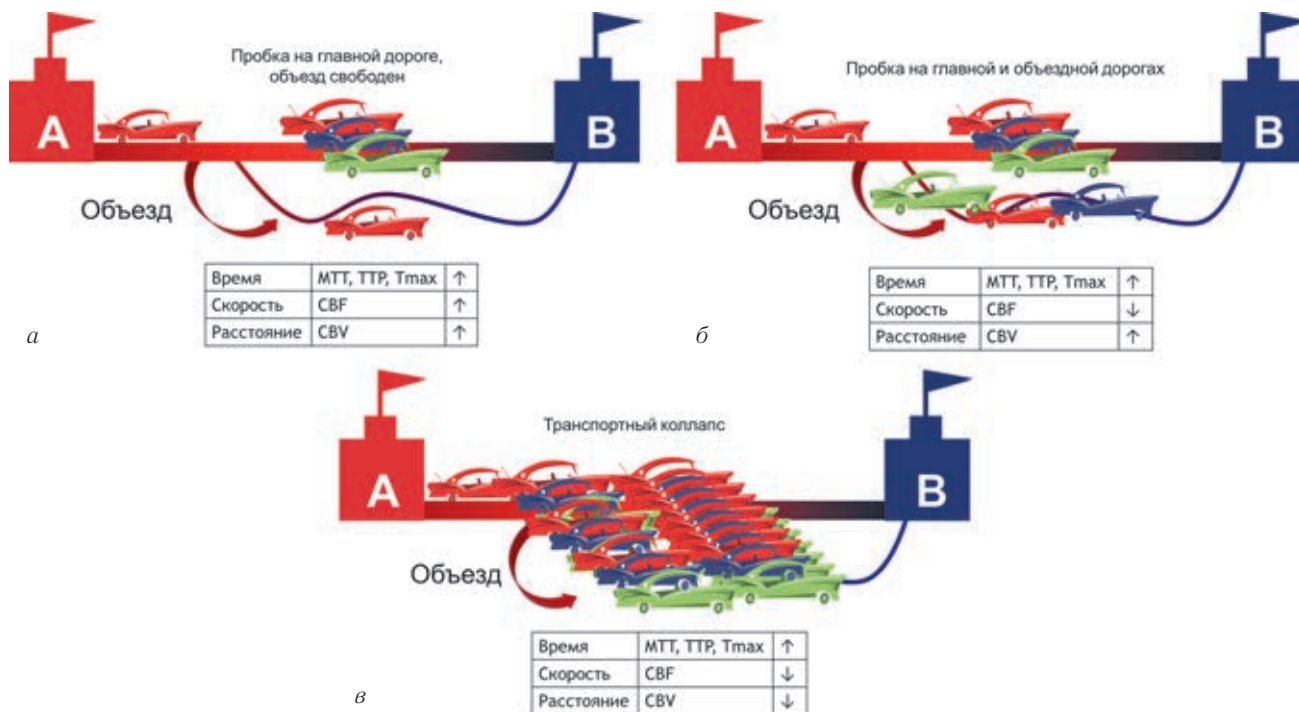 Пробка на главной дороге,
объезд свободен
A
B
Объезд
Время MTT, TTP, Tmax ↑
Скорость CBF ↑
Расстояние CBV ↑
а
Пробка на главной и объездной дорогах
A
B
Объезд
Время MTT, TTP, Tmax ↑
Скорость CBF ↓
Расстояние CBV ↑
б
Транспортный коллапс
A
B
Объезд
Время MTT, TTP, Tmax ↑
Скорость CBF ↓
Расстояние CBV ↓
в